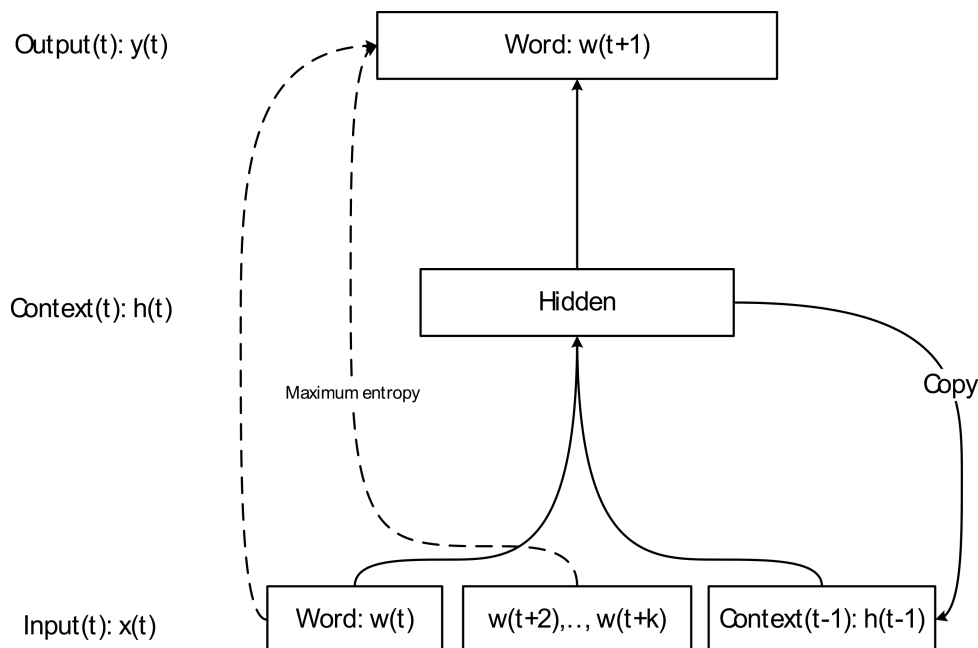 Output(t): y(t)
Word: w(t+1)
Context(t): h(t)
Hidden
Maximum entropy
Copy
Input(t): x(t)
Word: w(t)
w(t+2),.., w(t+k)
Context(t-1): h(t-1)